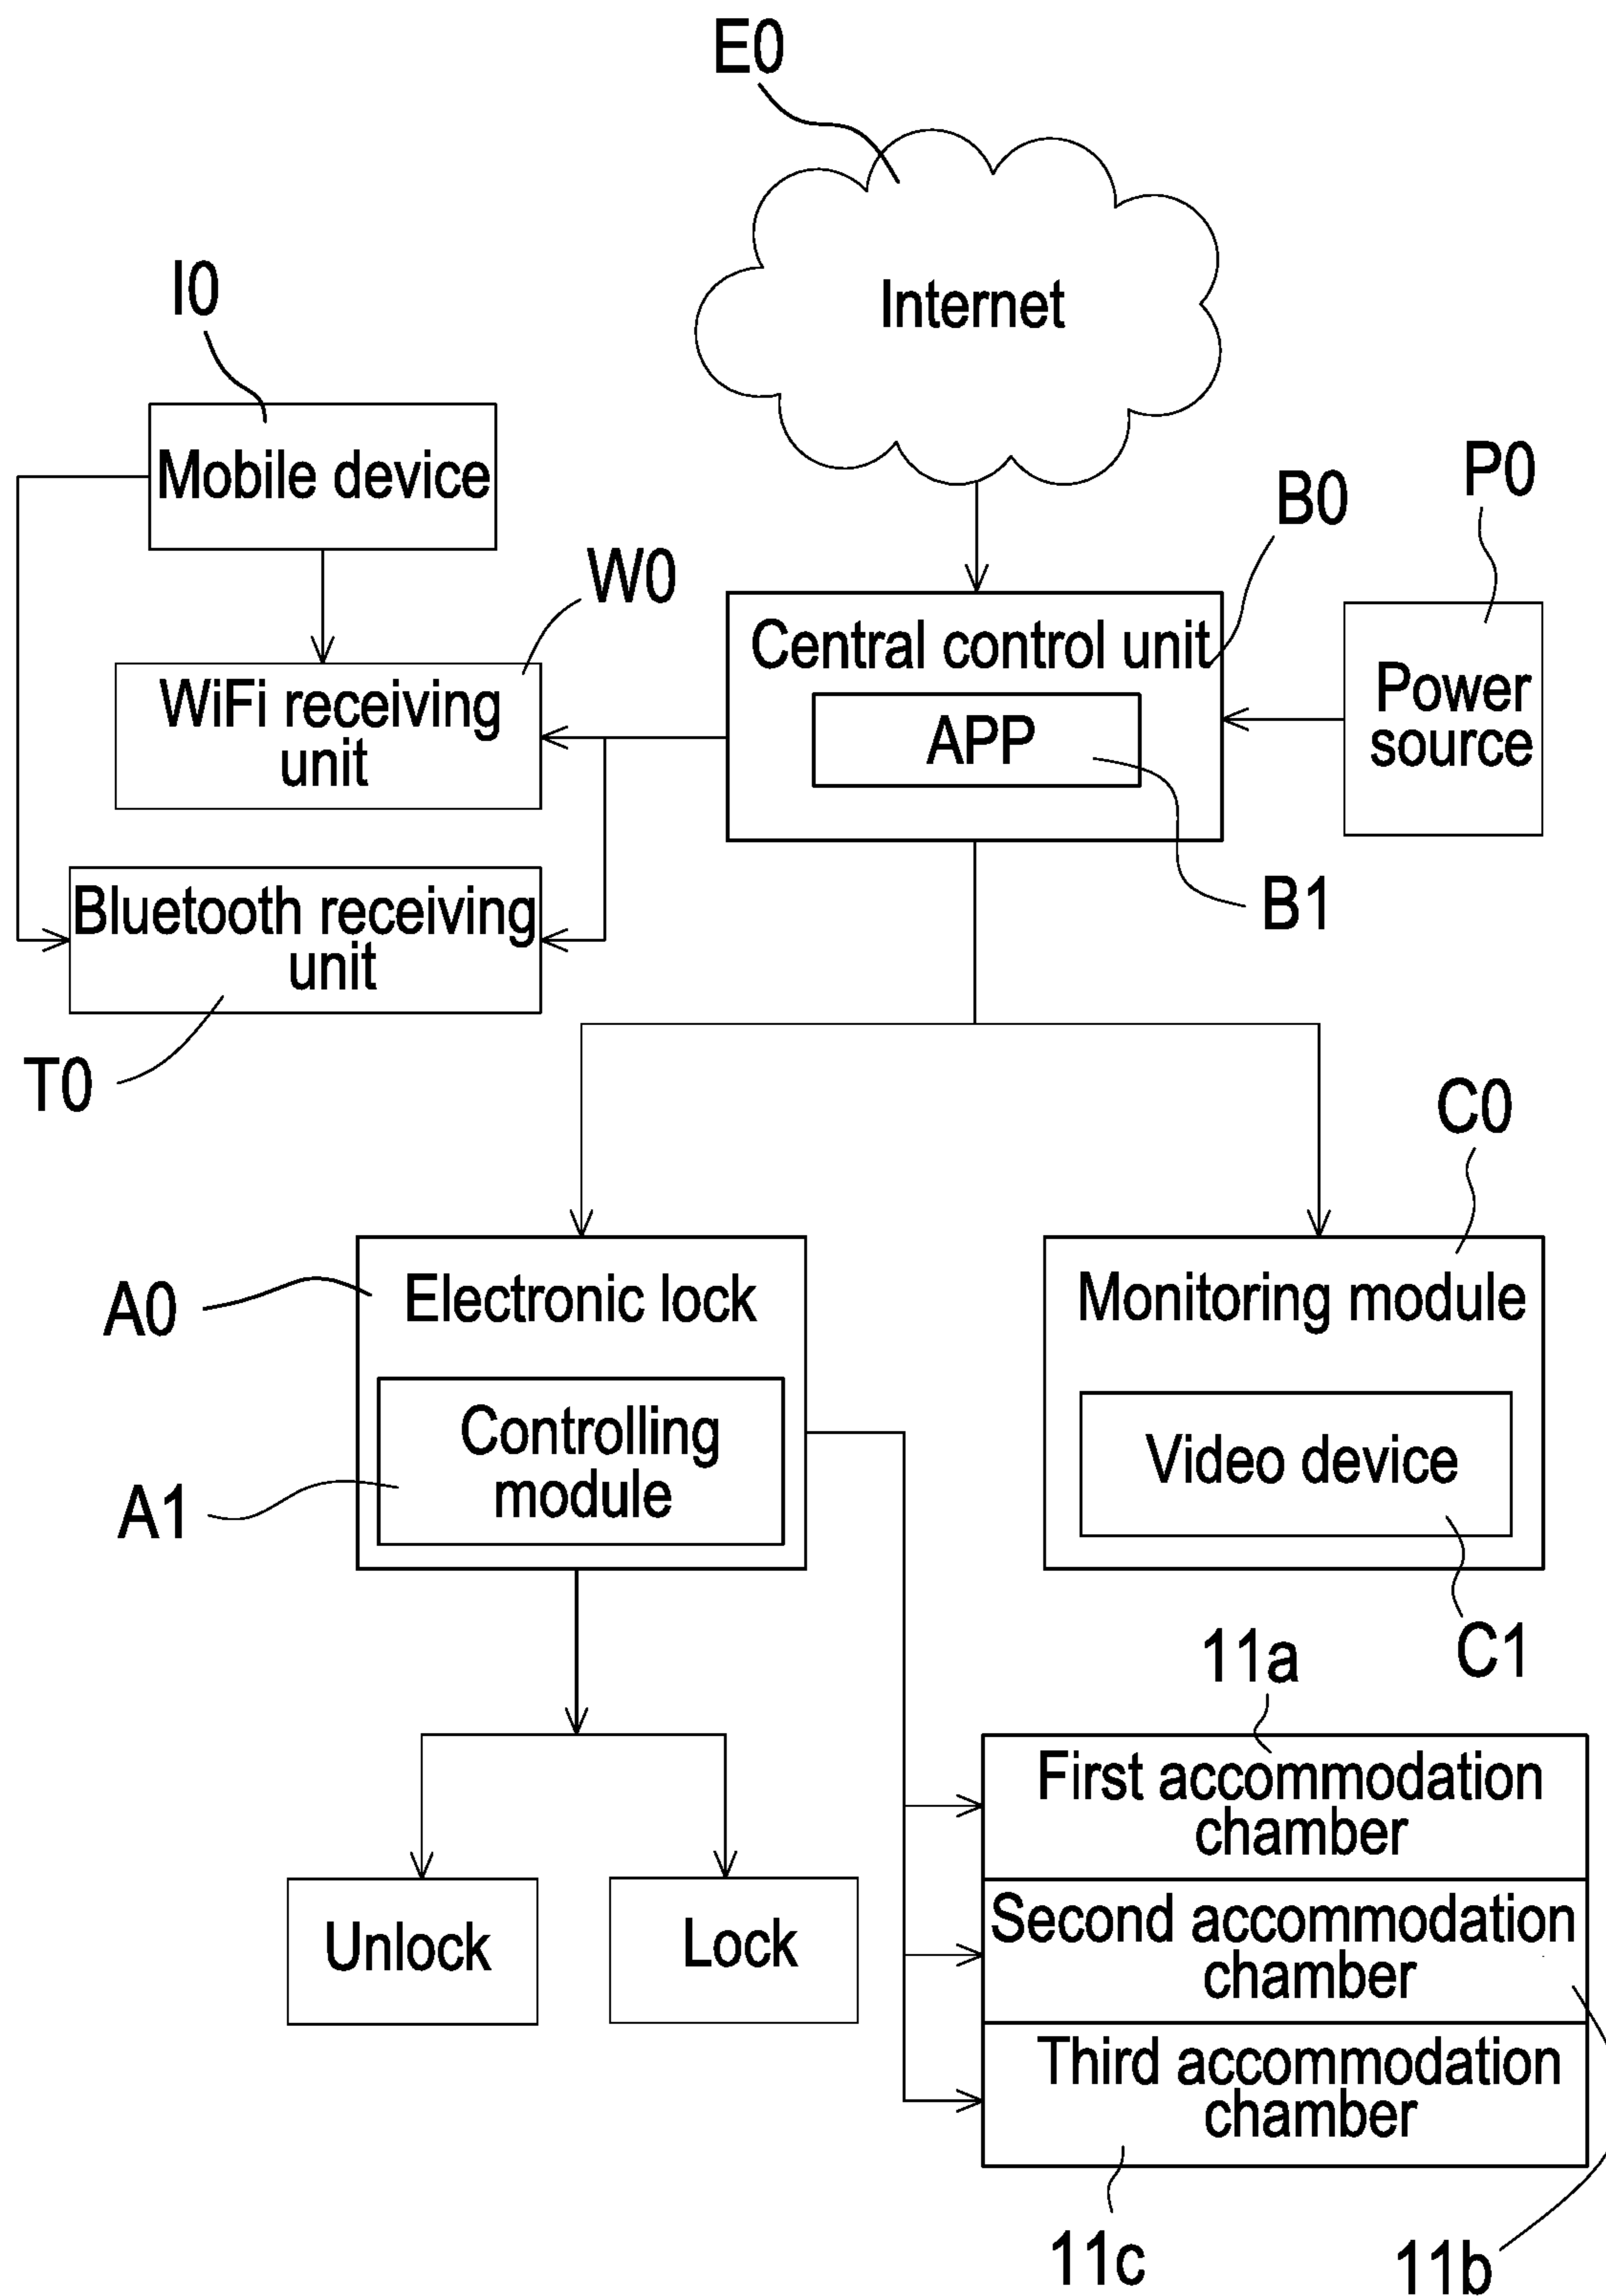 E0
Internet
I0
Mobile device
P0
B0
W0
Central control unit
WiFi receiving
unit
APP
Power
source
B1
Bluetooth receiving
unit
T0
C0
A0
Electronic lock
Monitoring module
Controlling
module
Video device
A1
C1
11a
First accommodation
chamber
Unlock
Lock
Second accommodation
chamber
Third accommodation
chamber
11c
11b